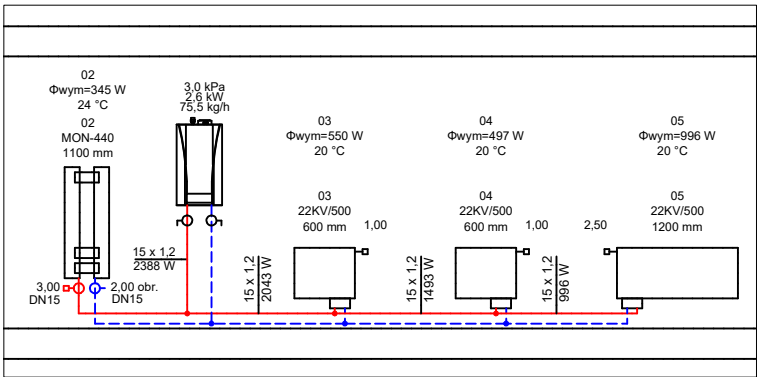 02
Φwym=345 W
24 °C
02
MON-440
1100 mm
3,0 kPa
2,6 kW
75,5 kg/h
03
Φwym=550 W
20 °C
04
Φwym=497 W
20 °C
05
Φwym=996 W
20 °C
03
22KV/500
600 mm
1,00
04
22KV/500
600 mm
1,00
2,50
05
22KV/500
1200 mm
15 x 1,2
2388 W
15 x 1,2
2043 W
15 x 1,2
1493 W
15 x 1,2
996 W
3,00
DN15
2,00 obr.
DN15